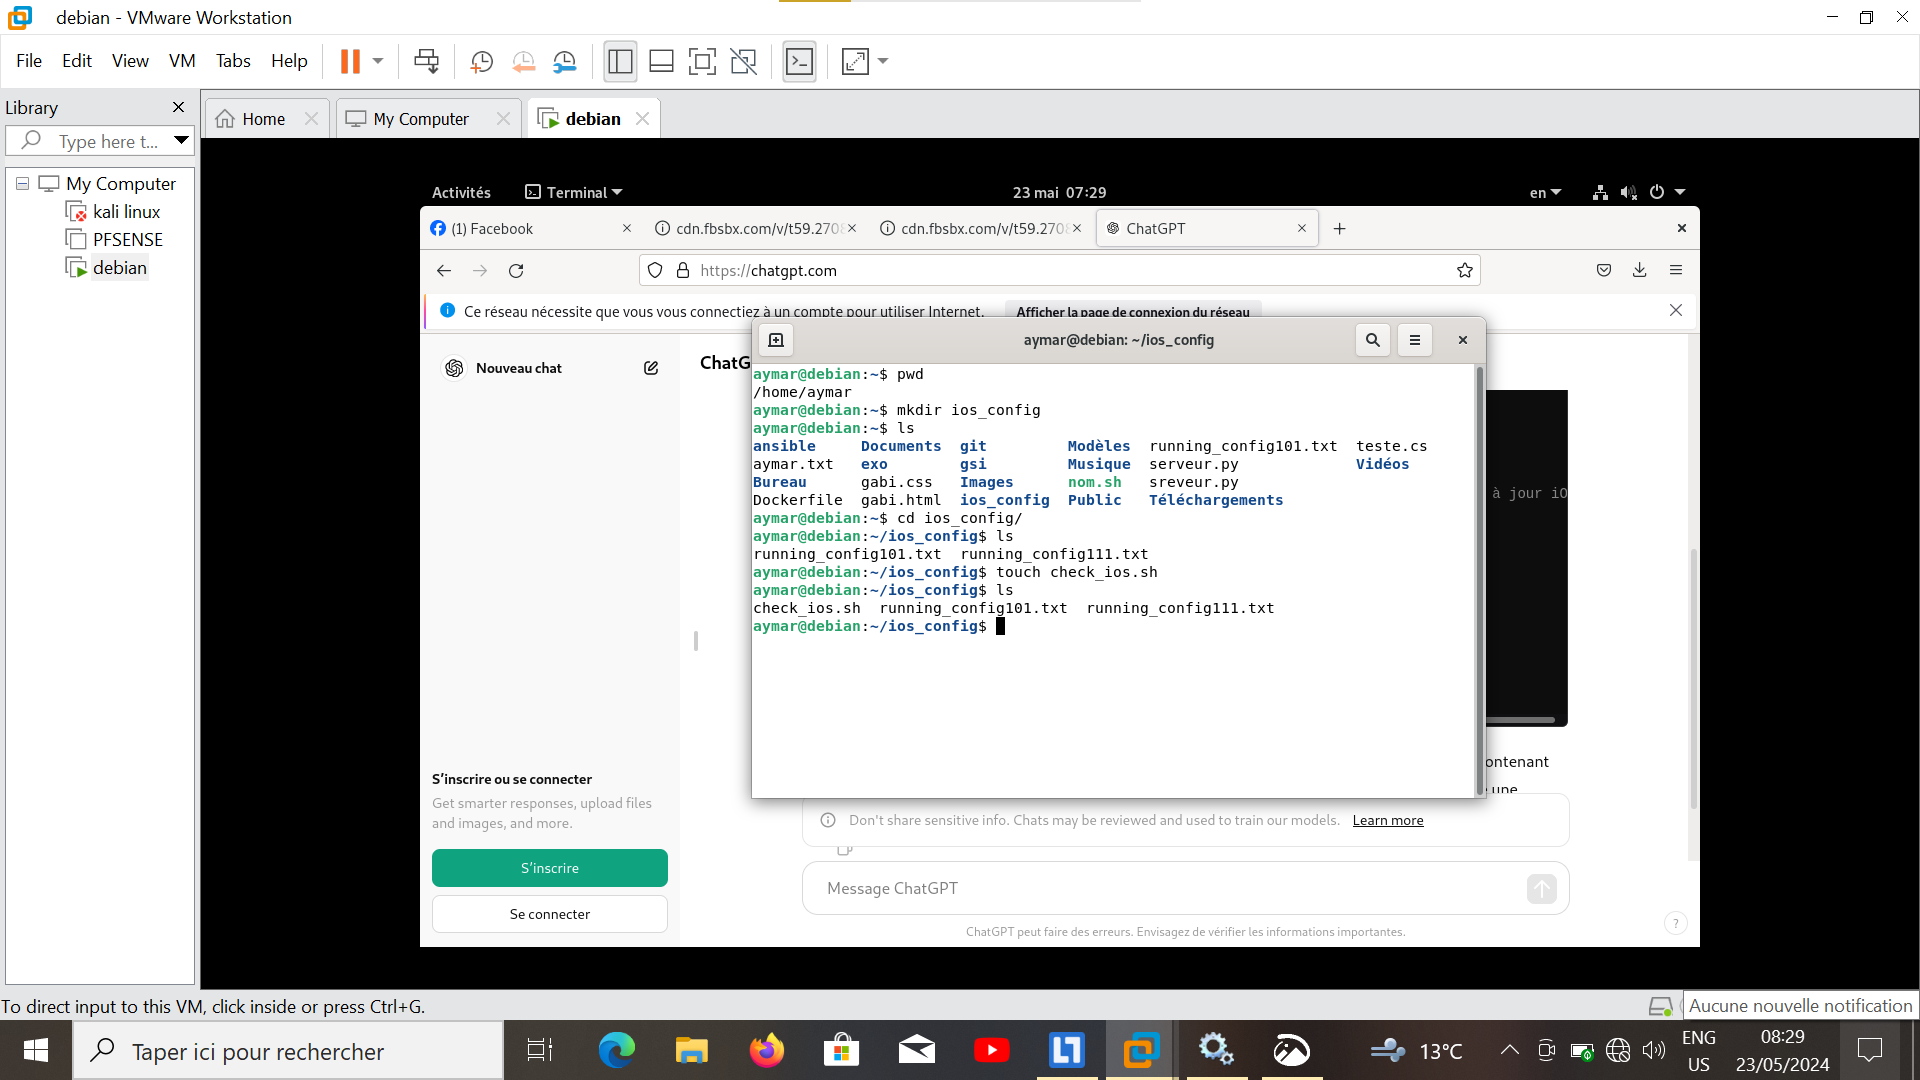 debian - VMware Workstation
File Edit View VM Tabs Help
Library
Type here t...
My Computer
kali linux
PFSENSE
debian
Home
My Computer
debian
Activités
Terminal
23 mai 07:29
en
(1) Facebook
cdn.fbsbx.com/v/t59.2708
cdn.fbsbx.com/v/t59.2708
ChatGPT
https://chatgpt.com
Ce réseau nécessite que vous vous connectiez à un compte pour utiliser Internet.
Afficher la page de connexion du réseau
Nouveau chat
ChatG
aymar@debian: ~/ios_config
aymar@debian:~$ pwd
/home/aymar
aymar@debian:~$ mkdir ios_config
aymar@debian:~$ ls
ansible Documents git Modèles running_config101.txt teste.cs
aymar.txt exo gsi Musique serveur.py Vidéos
Bureau gabi.css Images nom.sh sreveur.py
Dockerfile gabi.html ios_config Public Téléchargements
aymar@debian:~$ cd ios_config/
aymar@debian:~/ios_config$ ls
running_config101.txt running_config111.txt
aymar@debian:~/ios_config$ touch check_ios.sh
aymar@debian:~/ios_config$ ls
check_ios.sh running_config101.txt running_config111.txt
aymar@debian:~/ios_config$
à jour iO
ontenant
une
S'inscrire ou se connecter
Get smarter responses, upload files
and images, and more.
S'inscrire
Se connecter
Don't share sensitive info. Chats may be reviewed and used to train our models. Learn more
Message ChatGPT
ChatGPT peut faire des erreurs. Envisagez de vérifier les informations importantes.
?
To direct input to this VM, click inside or press Ctrl+G.
Aucune nouvelle notification
Taper ici pour rechercher
13°C
ENG
US
08:29
23/05/2024